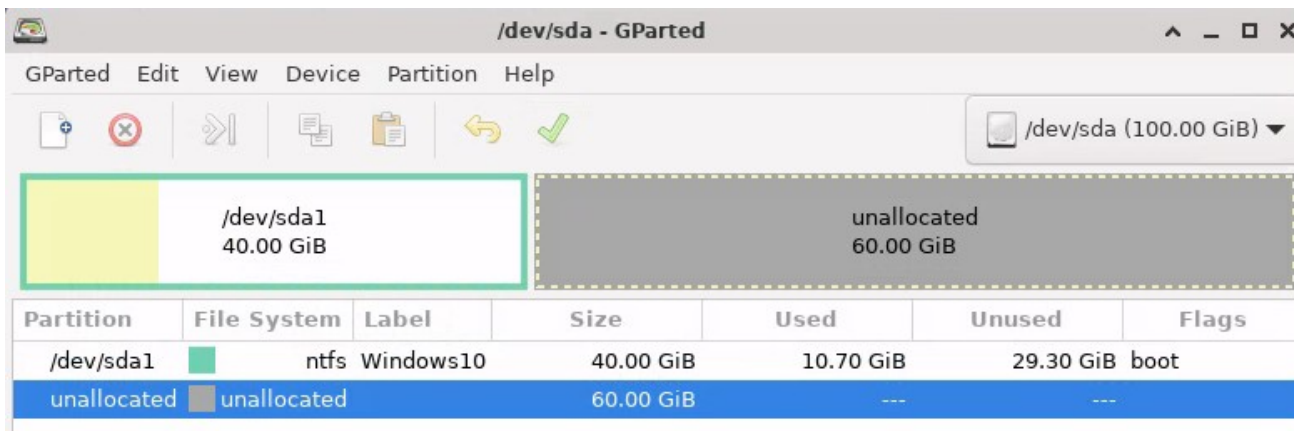 /dev/sda - GParted
GParted Edit View Device Partition Help
/dev/sda (100.00 GiB)
/dev/sda1
40.00 GiB
unallocated
60.00 GiB
Partition File System Label Size Used Unused Flags
/dev/sda1 ntfs Windows10 40.00 GiB 10.70 GiB 29.30 GiB boot
unallocated unallocated 60.00 GiB --- ---